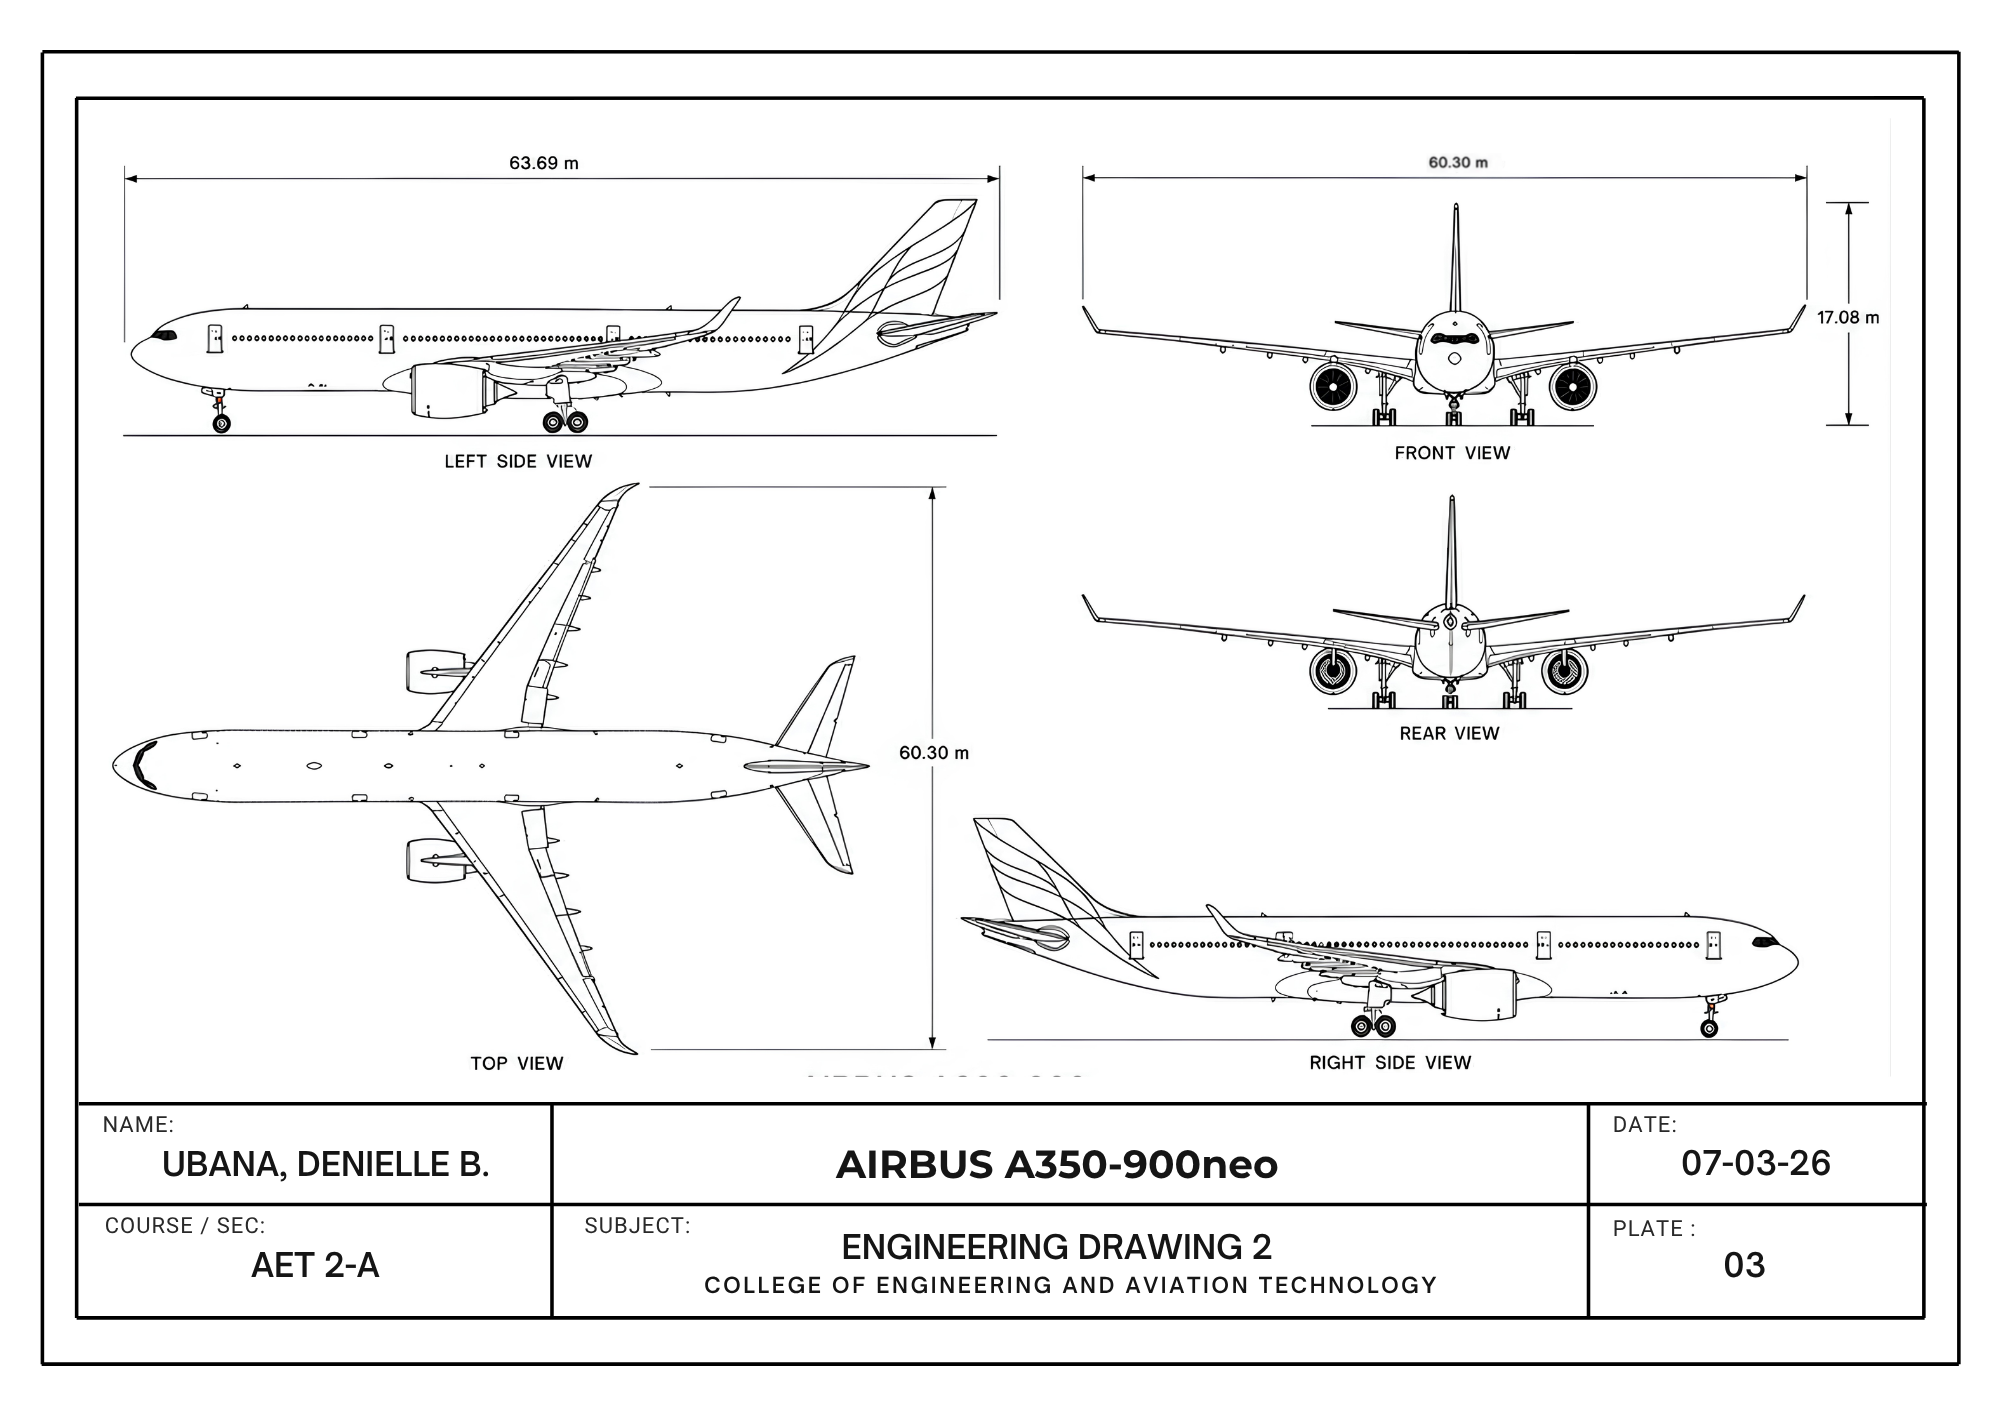 63.69 m
60.30 m
17.08 m
LEFT SIDE VIEW
FRONT VIEW
60.30 m
REAR VIEW
TOP VIEW
RIGHT SIDE VIEW
NAME:
UBANA, DENIELLE B.
AIRBUS A350-900neo
DATE:
07-03-26
COURSE / SEC:
AET 2-A
SUBJECT:
ENGINEERING DRAWING 2
COLLEGE OF ENGINEERING AND AVIATION TECHNOLOGY
PLATE :
03